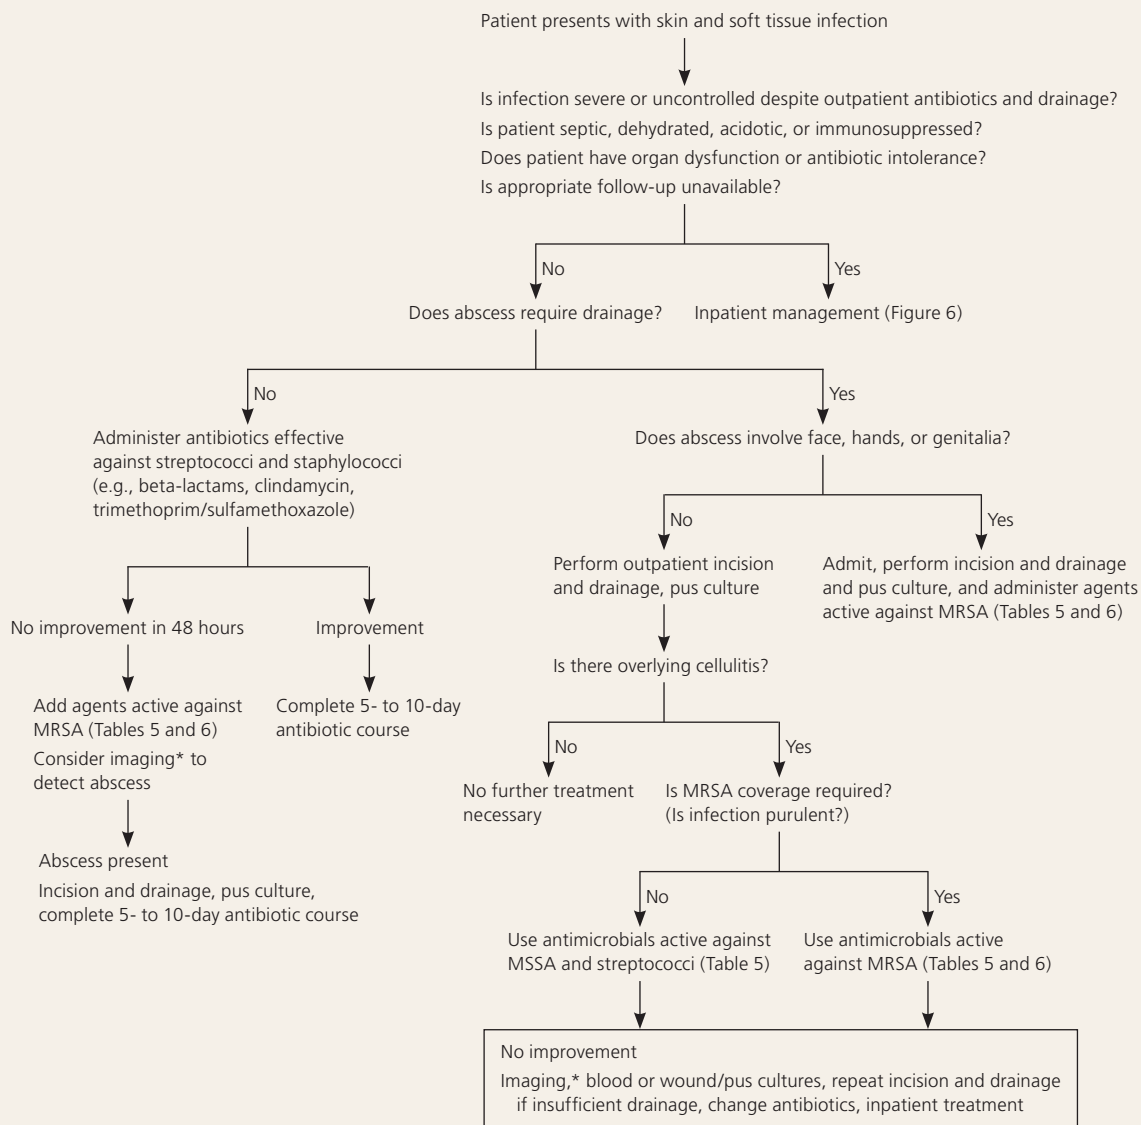 Patient presents with skin and soft tissue infection
Is infection severe or uncontrolled despite outpatient antibiotics and drainage?
Is patient septic, dehydrated, acidotic, or immunosuppressed?
Does patient have organ dysfunction or antibiotic intolerance?
Is appropriate follow-up unavailable?
No
Yes
Does abscess require drainage?
Inpatient management (Figure 6)
No
Yes
Administer antibiotics effective
against streptococci and staphylococci
(e.g., beta-lactams, clindamycin,
trimethoprim/sulfamethoxazole)
Does abscess involve face, hands, or genitalia?
No
Yes
Perform outpatient incision
and drainage, pus culture
Admit, perform incision and drainage
and pus culture, and administer agents
active against MRSA (Tables 5 and 6)
No improvement in 48 hours
Improvement
Is there overlying cellulitis?
Add agents active against
MRSA (Tables 5 and 6)
Consider imaging* to
detect abscess
Complete 5- to 10-day
antibiotic course
No
Yes
No further treatment
necessary
Is MRSA coverage required?
(Is infection purulent?)
Abscess present
Incision and drainage, pus culture,
complete 5- to 10-day antibiotic course
No
Yes
Use antimicrobials active against
MSSA and streptococci (Table 5)
Use antimicrobials active
against MRSA (Tables 5 and 6)
No improvement
Imaging,* blood or wound/pus cultures, repeat incision and drainage
if insufficient drainage, change antibiotics, inpatient treatment